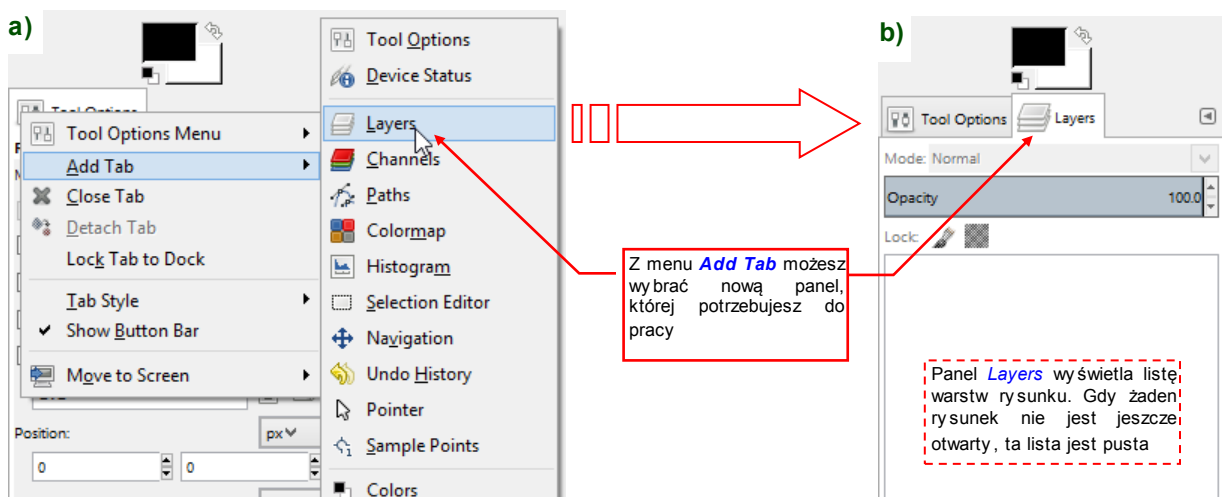 a)
Tool Options
Tool Options Menu
Add Tab
Close Tab
Detach Tab
Lock Tab to Dock
Tab Style
Show Button Bar
Move to Screen
Position:
px
0
0
Tool Options
Device Status
Layers
Channels
Paths
Colormap
Histogram
Selection Editor
Navigation
Undo History
Pointer
Sample Points
Colors
Z menu Add Tab możesz
wybrać nową panel,
której potrzebujesz do
pracy
b)
Tool Options
Layers
Mode: Normal
Opacity 100.0
Lock:
Panel Layers wyświetla listę
warstw rysunku. Gdy żaden
rysunek nie jest jeszcze
otwarty, ta lista jest pusta